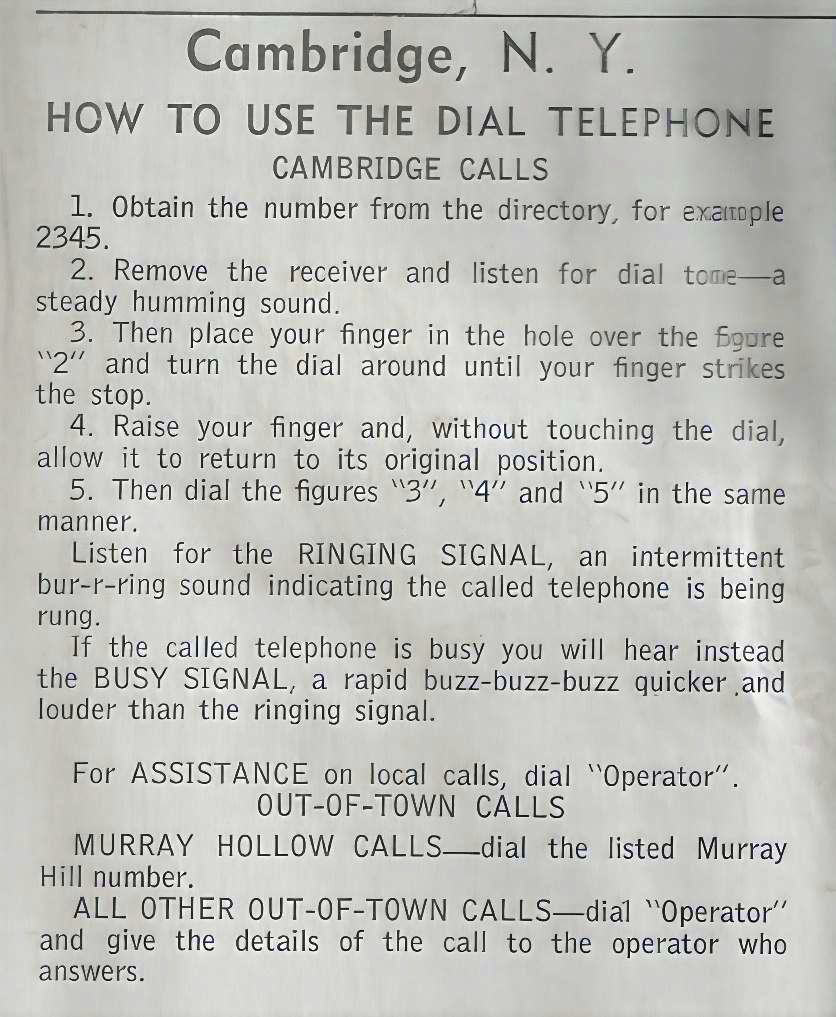 Cambridge, N. Y.
HOW TO USE THE DIAL TELEPHONE
CAMBRIDGE CALLS
1. Obtain the number from the directory, for example
2345.
2. Remove the receiver and listen for dial tone—a
steady humming sound.
3. Then place your finger in the hole over the figure
"2" and turn the dial around until your finger strikes
the stop.
4. Raise your finger and, without touching the dial,
allow it to return to its original position.
5. Then dial the figures "3", "4" and "5" in the same
manner.
Listen for the RINGING SIGNAL, an intermittent
bur-r-ring sound indicating the called telephone is being
rung.
If the called telephone is busy you will hear instead
the BUSY SIGNAL, a rapid buzz-buzz-buzz quicker and
louder than the ringing signal.
For ASSISTANCE on local calls, dial "Operator".
OUT-OF-TOWN CALLS
MURRAY HOLLOW CALLS—dial the listed Murray
Hill number.
ALL OTHER OUT-OF-TOWN CALLS—dial "Operator"
and give the details of the call to the operator who
answers.